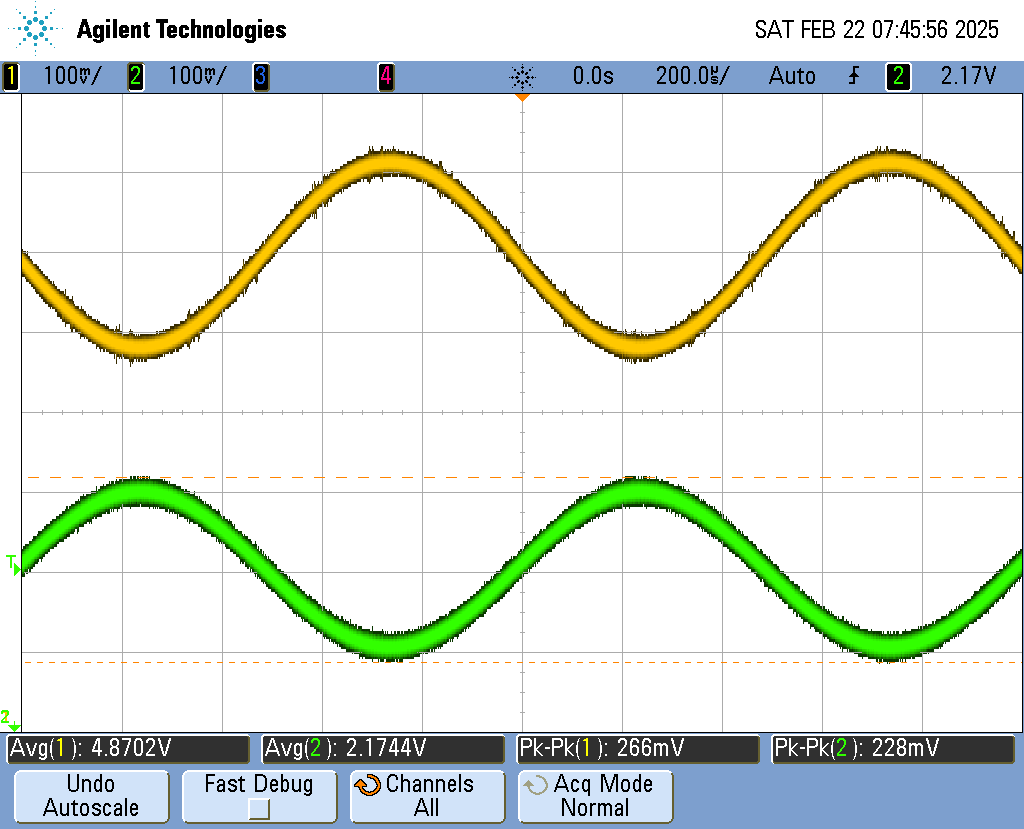 Agilent Technologies SAT FEB 22 07:45:56 2025
1 100mV/ 2 100mV/ 3 4 0.0s 200.0µs/ Auto 2 2.17V
T
2
Avg(1): 4.8702V Avg(2): 2.1744V Pk-Pk(1): 266mV Pk-Pk(2): 228mV
Undo Autoscale
Fast Debug
Channels
All
Acq Mode
Normal